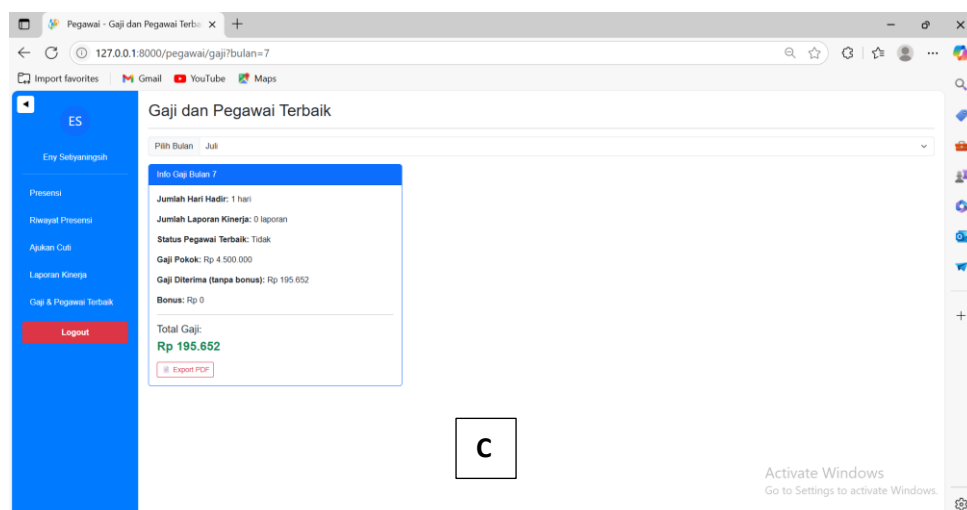 Pegawai - Gaji dan Pegawai Terba
127.0.0.1:8000/pegawai/gaji?bulan=7
Import favorites
Gmail
YouTube
Maps
ES
Eny Setiyaningsih
Presensi
Riwayat Presensi
Ajukan Cuti
Laporan Kinerja
Gaji & Pegawai Terbaik
Logout
Gaji dan Pegawai Terbaik
Pilih Bulan Juli
Info Gaji Bulan 7
Jumlah Hari Hadir: 1 hari
Jumlah Laporan Kinerja: 0 laporan
Status Pegawai Terbaik: Tidak
Gaji Pokok: Rp 4.500.000
Gaji Diterima (tanpa bonus): Rp 195.652
Bonus: Rp 0
Total Gaji:
Rp 195.652
Export PDF
C
Activate Windows
Go to Settings to activate Windows.